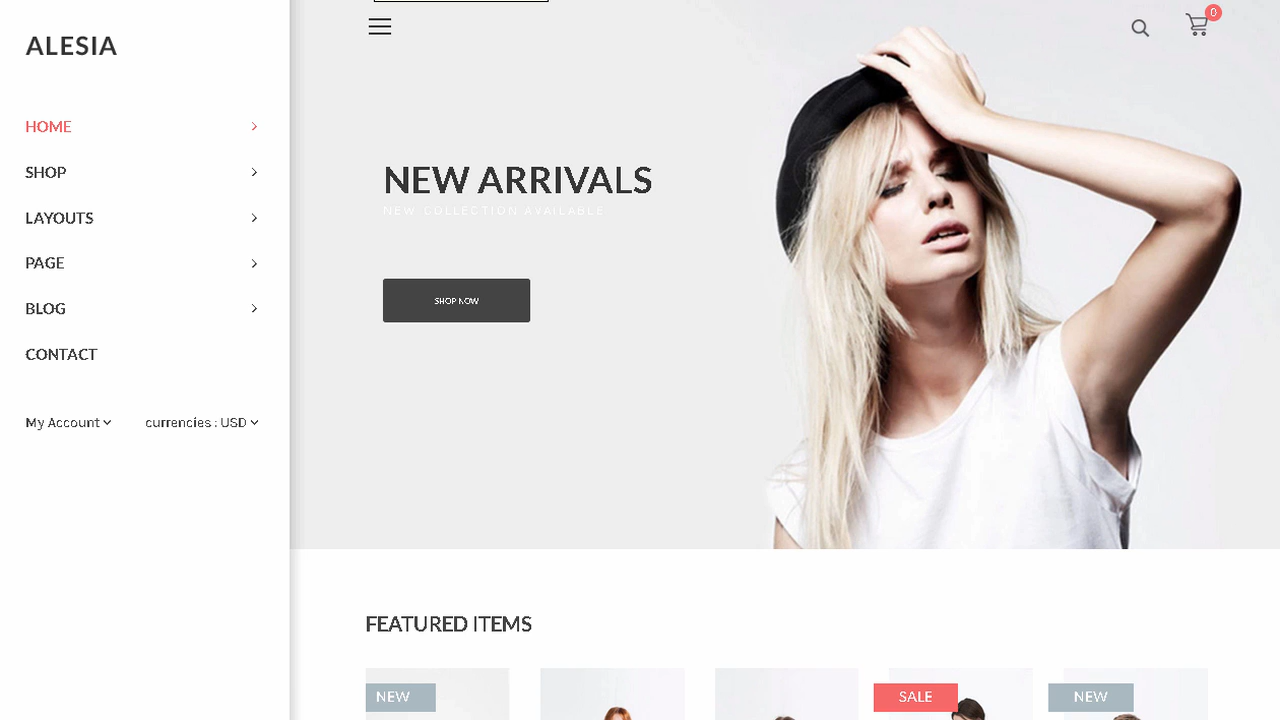 ALESIA
HOME
SHOP
LAYOUTS
PAGE
BLOG
CONTACT
My Account
currencies : USD
0
NEW ARRIVALS
NEW COLLECTION AVAILABLE
SHOP NOW
FEATURED ITEMS
NEW
SALE
NEW